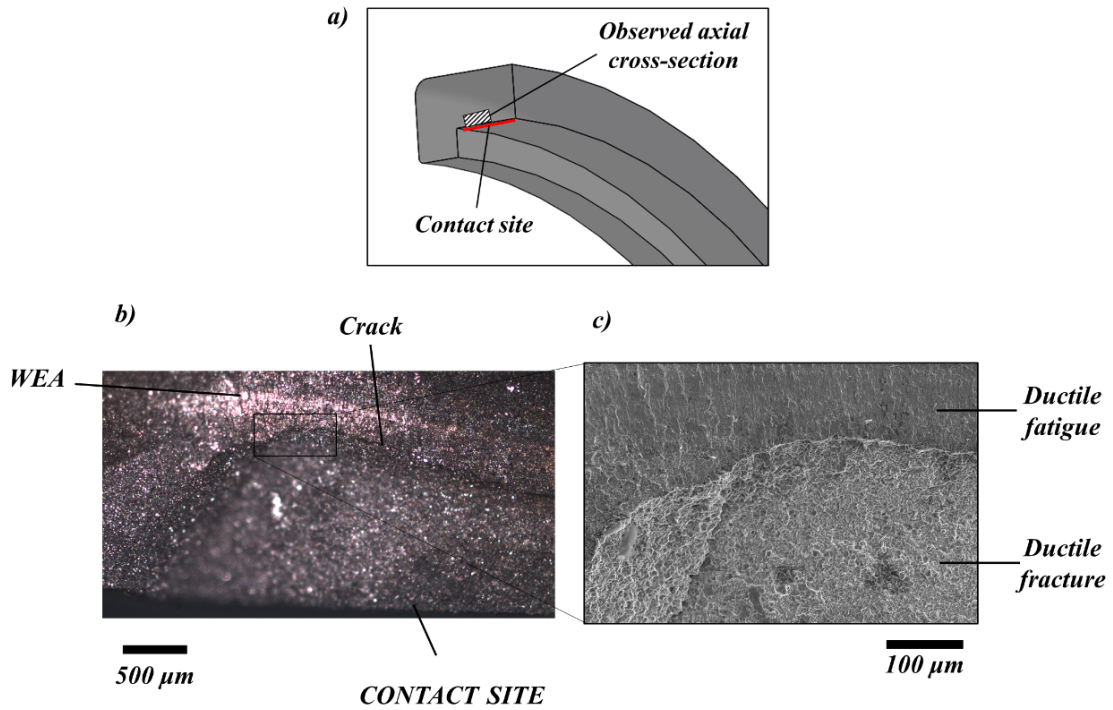 a)
Observed axial
cross-section
Contact site
b)
Crack
WEA
500 μm
CONTACT SITE
c)
Ductile
fatigue
Ductile
fracture
100 μm